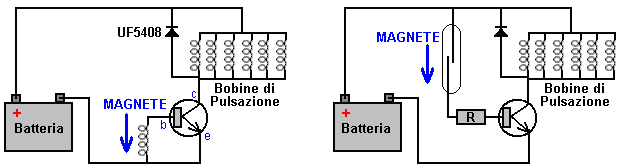 UF5408
Bobine di
Pulsazione
MAGNETE
c
b
e
+
Batteria
MAGNETE
Bobine di
Pulsazione
R
+
Batteria